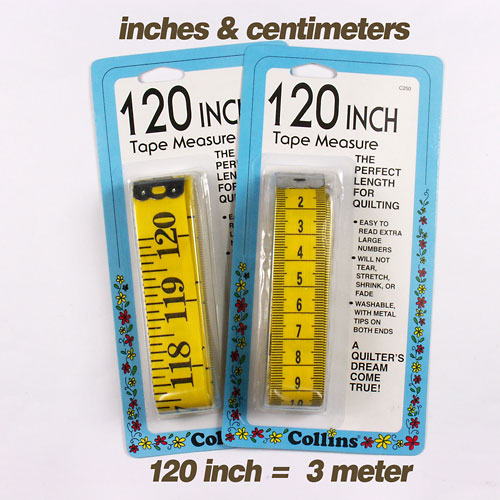 inches & centimeters
120 INCH
Tape Measure
THE
PERFECT
LENGTH
FOR
QUILTING
120
119
118
Col
C250
120 INCH
Tape Measure
THE
PERFECT
LENGTH
FOR
QUILTING
• EASY TO
READ EXTRA
LARGE
NUMBERS
• WILL NOT
TEAR,
STRETCH,
SHRINK, OR
FADE
• WASHABLE,
WITH METAL
TIPS ON
BOTH ENDS
A
QUILTER'S
DREAM
COME
TRUE!
2
3
4
5
6
7
8
9
10
Collins
120 inch = 3 meter